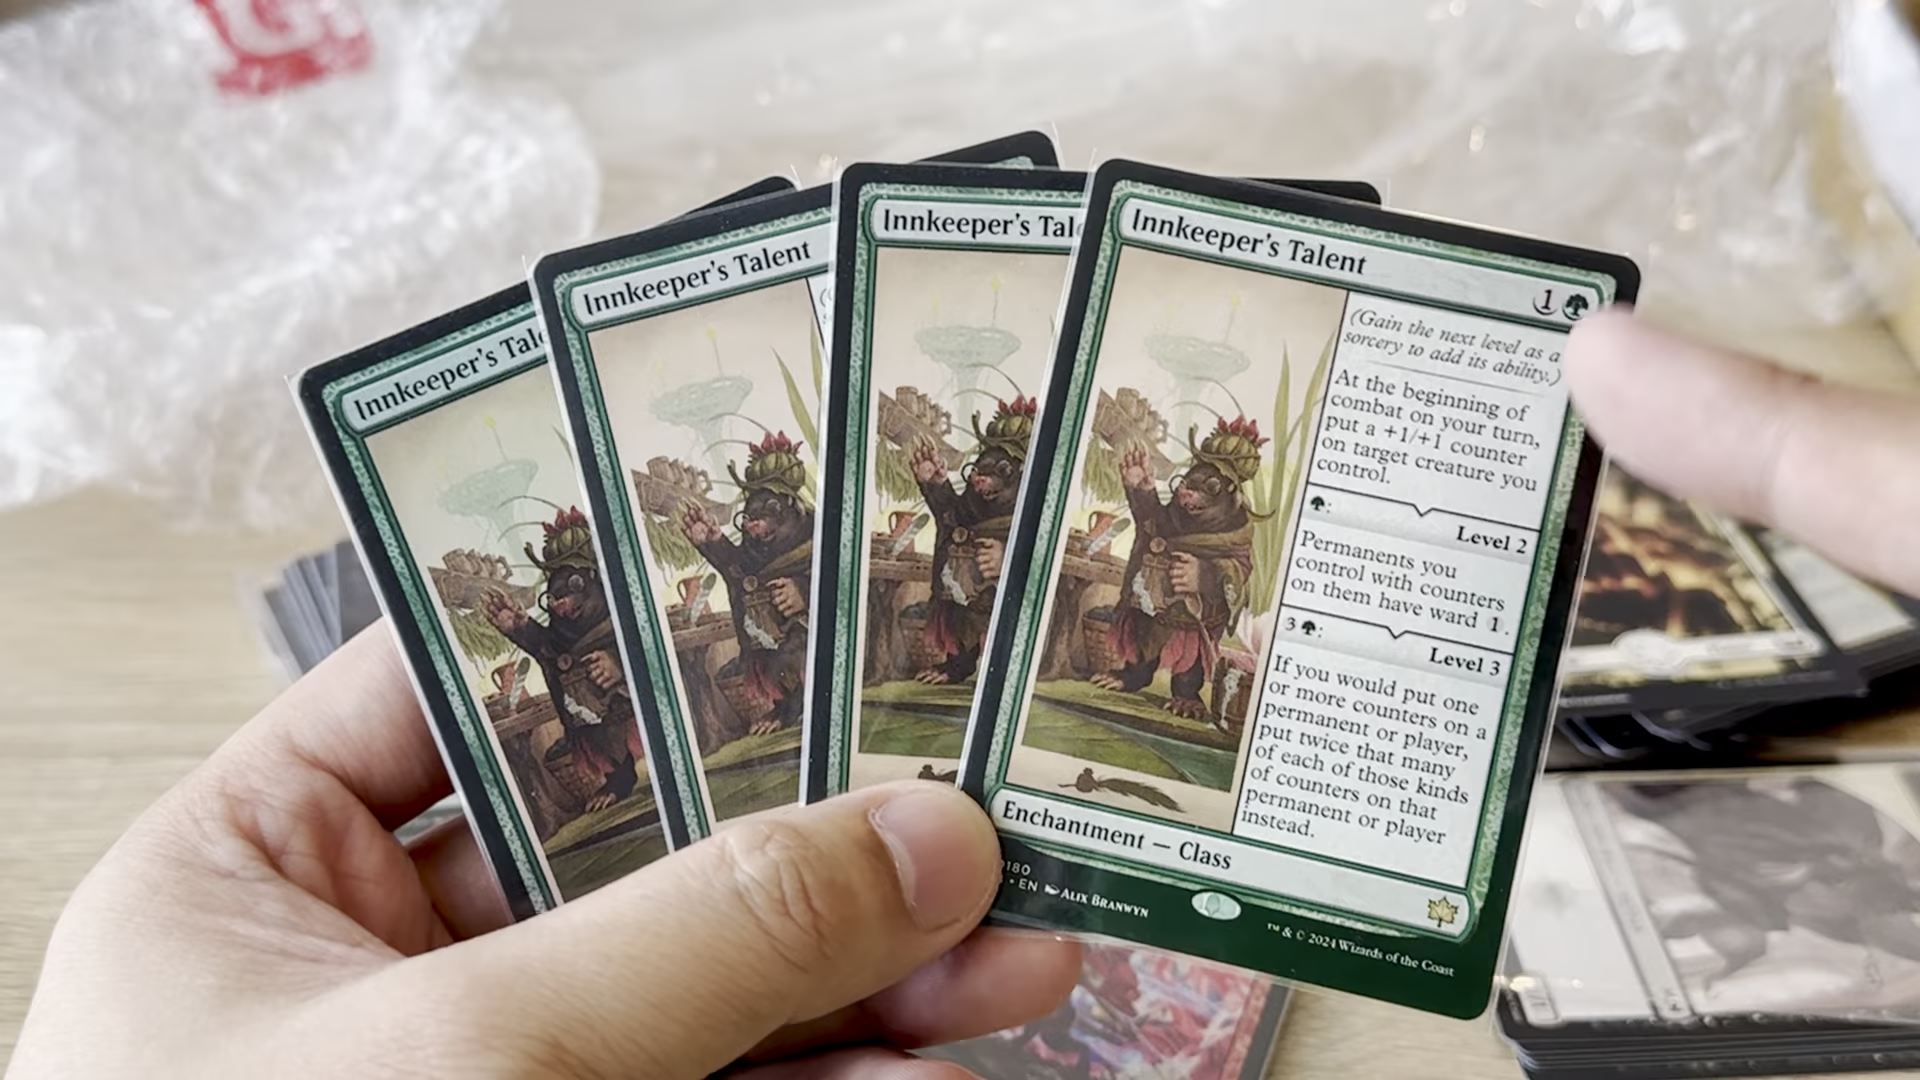 Innkeeper's Tal
Innkeeper's Talent
Innkeeper's Tal
Innkeeper's Talent
1
(Gain the next level as a
sorcery to add its ability.)
At the beginning of
combat on your turn,
put a +1/+1 counter
on target creature you
control.
:
Level 2
Permanents you
control with counters
on them have ward 1.
3 :
Level 3
If you would put one
or more counters on a
permanent or player,
put twice that many
of each of those kinds
of counters on that
permanent or player
instead.
Enchantment — Class
0180
• EN ALIX BRANWYN
™ & © 2024 Wizards of the Coast